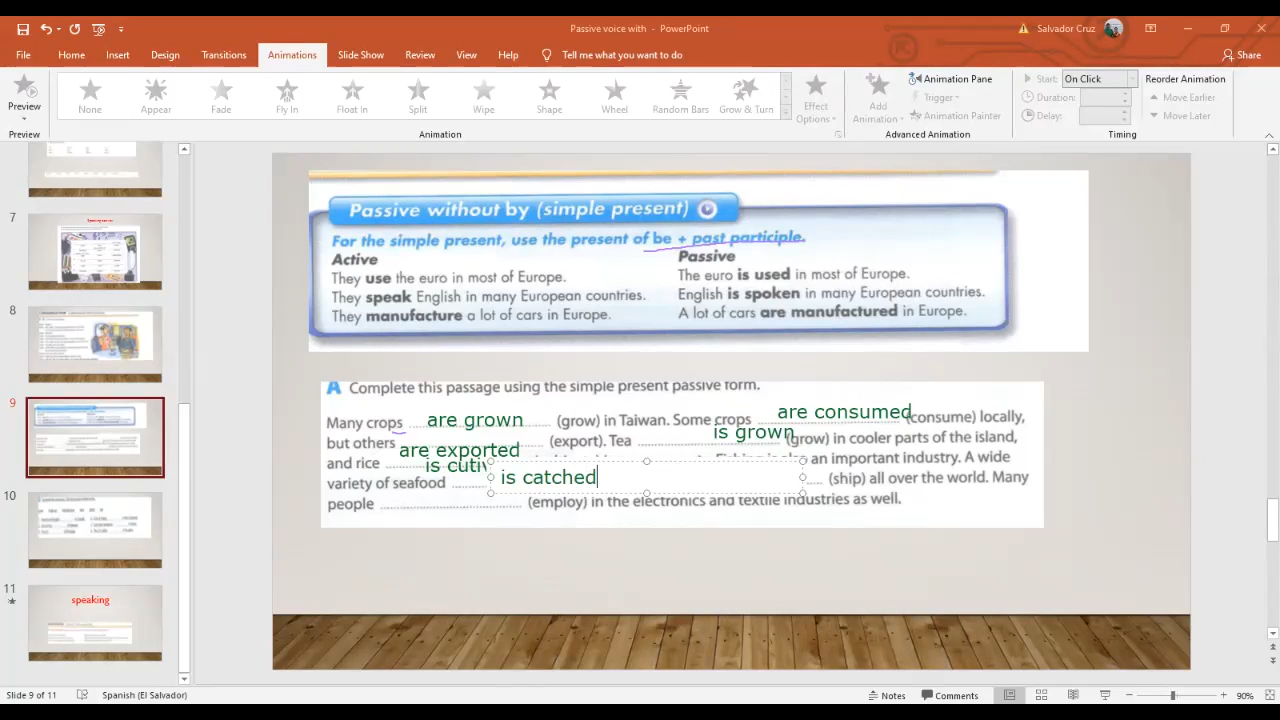 Passive voice with - PowerPoint
Salvador Cruz
File Home Insert Design Transitions Animations Slide Show Review View Help Tell me what you want to do Share
Preview None Appear Fade Fly In Float In Split Wipe Shape Wheel Random Bars Grow & Turn Effect Options Add Animation Animation Pane Trigger Animation Painter Start: On Click Duration: Delay: Reorder Animation Move Earlier Move Later
Preview Animation Advanced Animation Timing
7
8
9
10
11
speaking
Passive without by (simple present)
For the simple present, use the present of be + past participle.
Active Passive
They use the euro in most of Europe. The euro is used in most of Europe.
They speak English in many European countries. English is spoken in many European countries.
They manufacture a lot of cars in Europe. A lot of cars are manufactured in Europe.
A Complete this passage using the simple present passive form.
Many crops are grown (grow) in Taiwan. Some crops are consumed (consume) locally,
but others are exported (export). Tea is grown (grow) in cooler parts of the island,
and rice is cutiv an important industry. A wide
variety of seafood is catched (ship) all over the world. Many
people (employ) in the electronics and textile industries as well.
Slide 9 of 11 Spanish (El Salvador) Notes Comments 90%